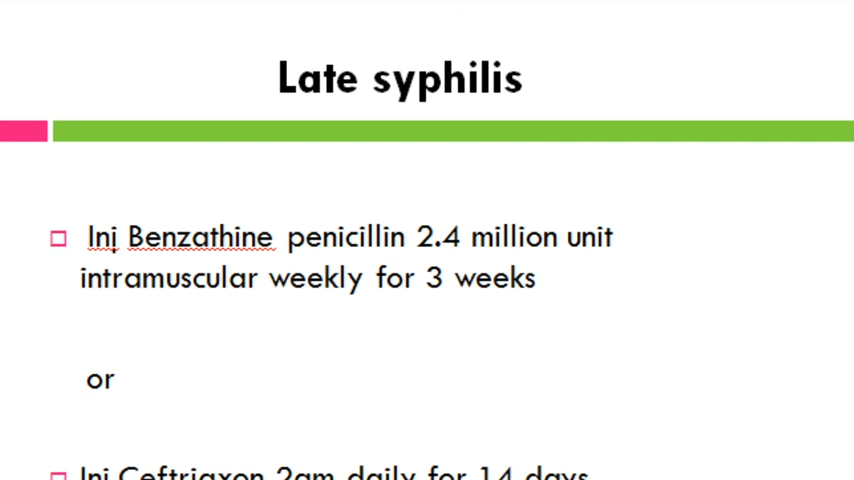 Late syphilis
Inj Benzathine penicillin 2.4 million unit
intramuscular weekly for 3 weeks
or
Inj Ceftriaxon 2gm daily for 14 days